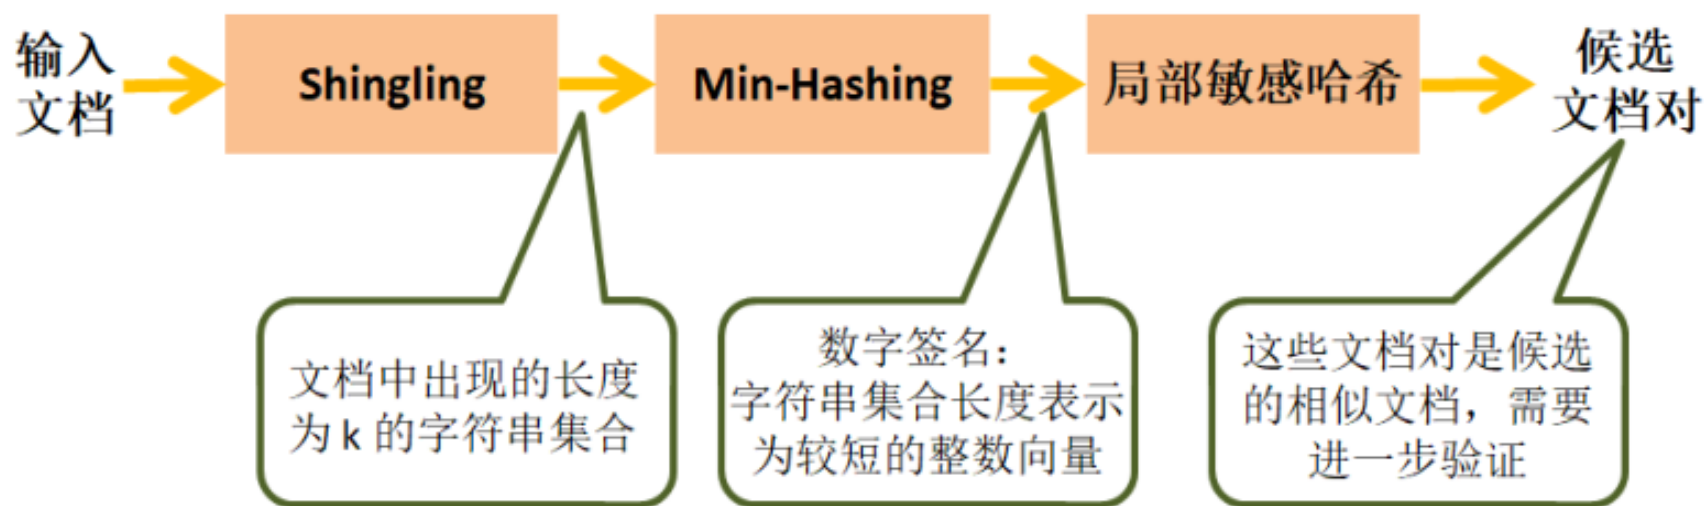 输入
文档
Shingling
Min-Hashing
局部敏感哈希
候选
文档对
文档中出现的长度
为 k 的字符串集合
数字签名：
字符串集合长度表示
为较短的整数向量
这些文档对是候选
的相似文档，需要
进一步验证